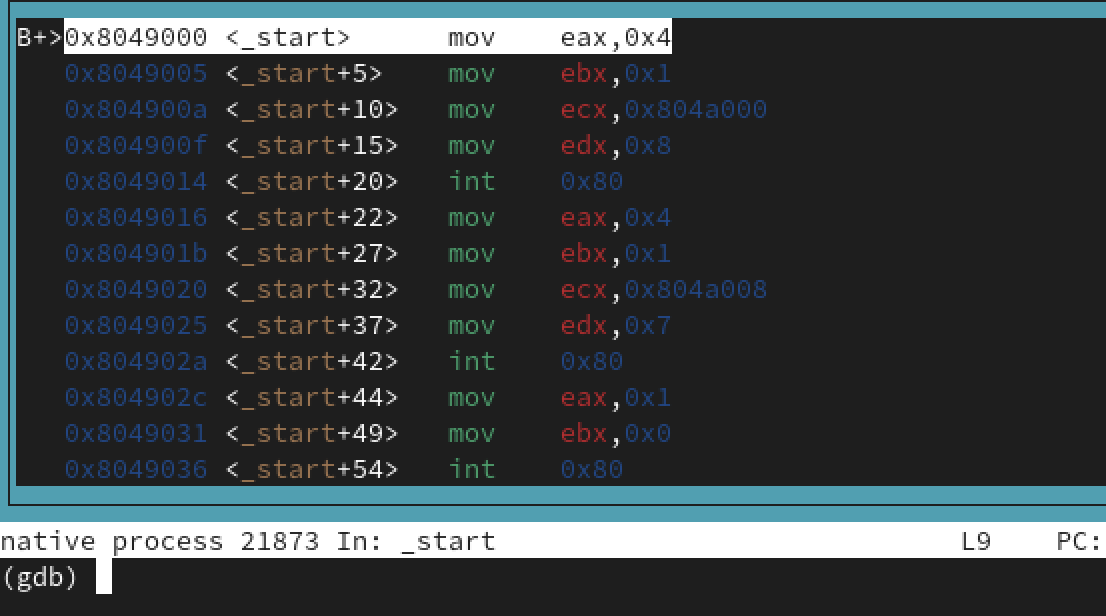 B+>0x8049000 <_start>      mov    eax,0x4
0x8049005 <_start+5>    mov    ebx,0x1
0x804900a <_start+10>   mov    ecx,0x804a000
0x804900f <_start+15>   mov    edx,0x8
0x8049014 <_start+20>   int    0x80
0x8049016 <_start+22>   mov    eax,0x4
0x804901b <_start+27>   mov    ebx,0x1
0x8049020 <_start+32>   mov    ecx,0x804a008
0x8049025 <_start+37>   mov    edx,0x7
0x804902a <_start+42>   int    0x80
0x804902c <_start+44>   mov    eax,0x1
0x8049031 <_start+49>   mov    ebx,0x0
0x8049036 <_start+54>   int    0x80
native process 21873 In: _start    L9    PC:
(gdb)